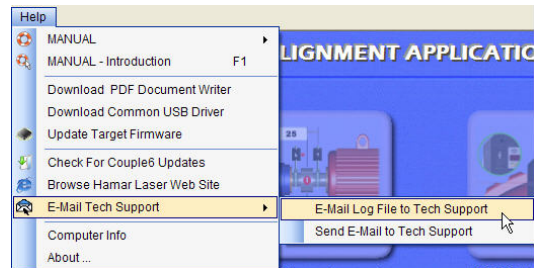 Help
MANUAL
MANUAL - Introduction F1
LIGNMENT APPLICATIO
Download PDF Document Writer
Download Common USB Driver
Update Target Firmware
Check For Couple6 Updates
Browse Hamar Laser Web Site
E-Mail Tech Support
E-Mail Log File to Tech Support
Send E-Mail to Tech Support
Computer Info
About ...
25